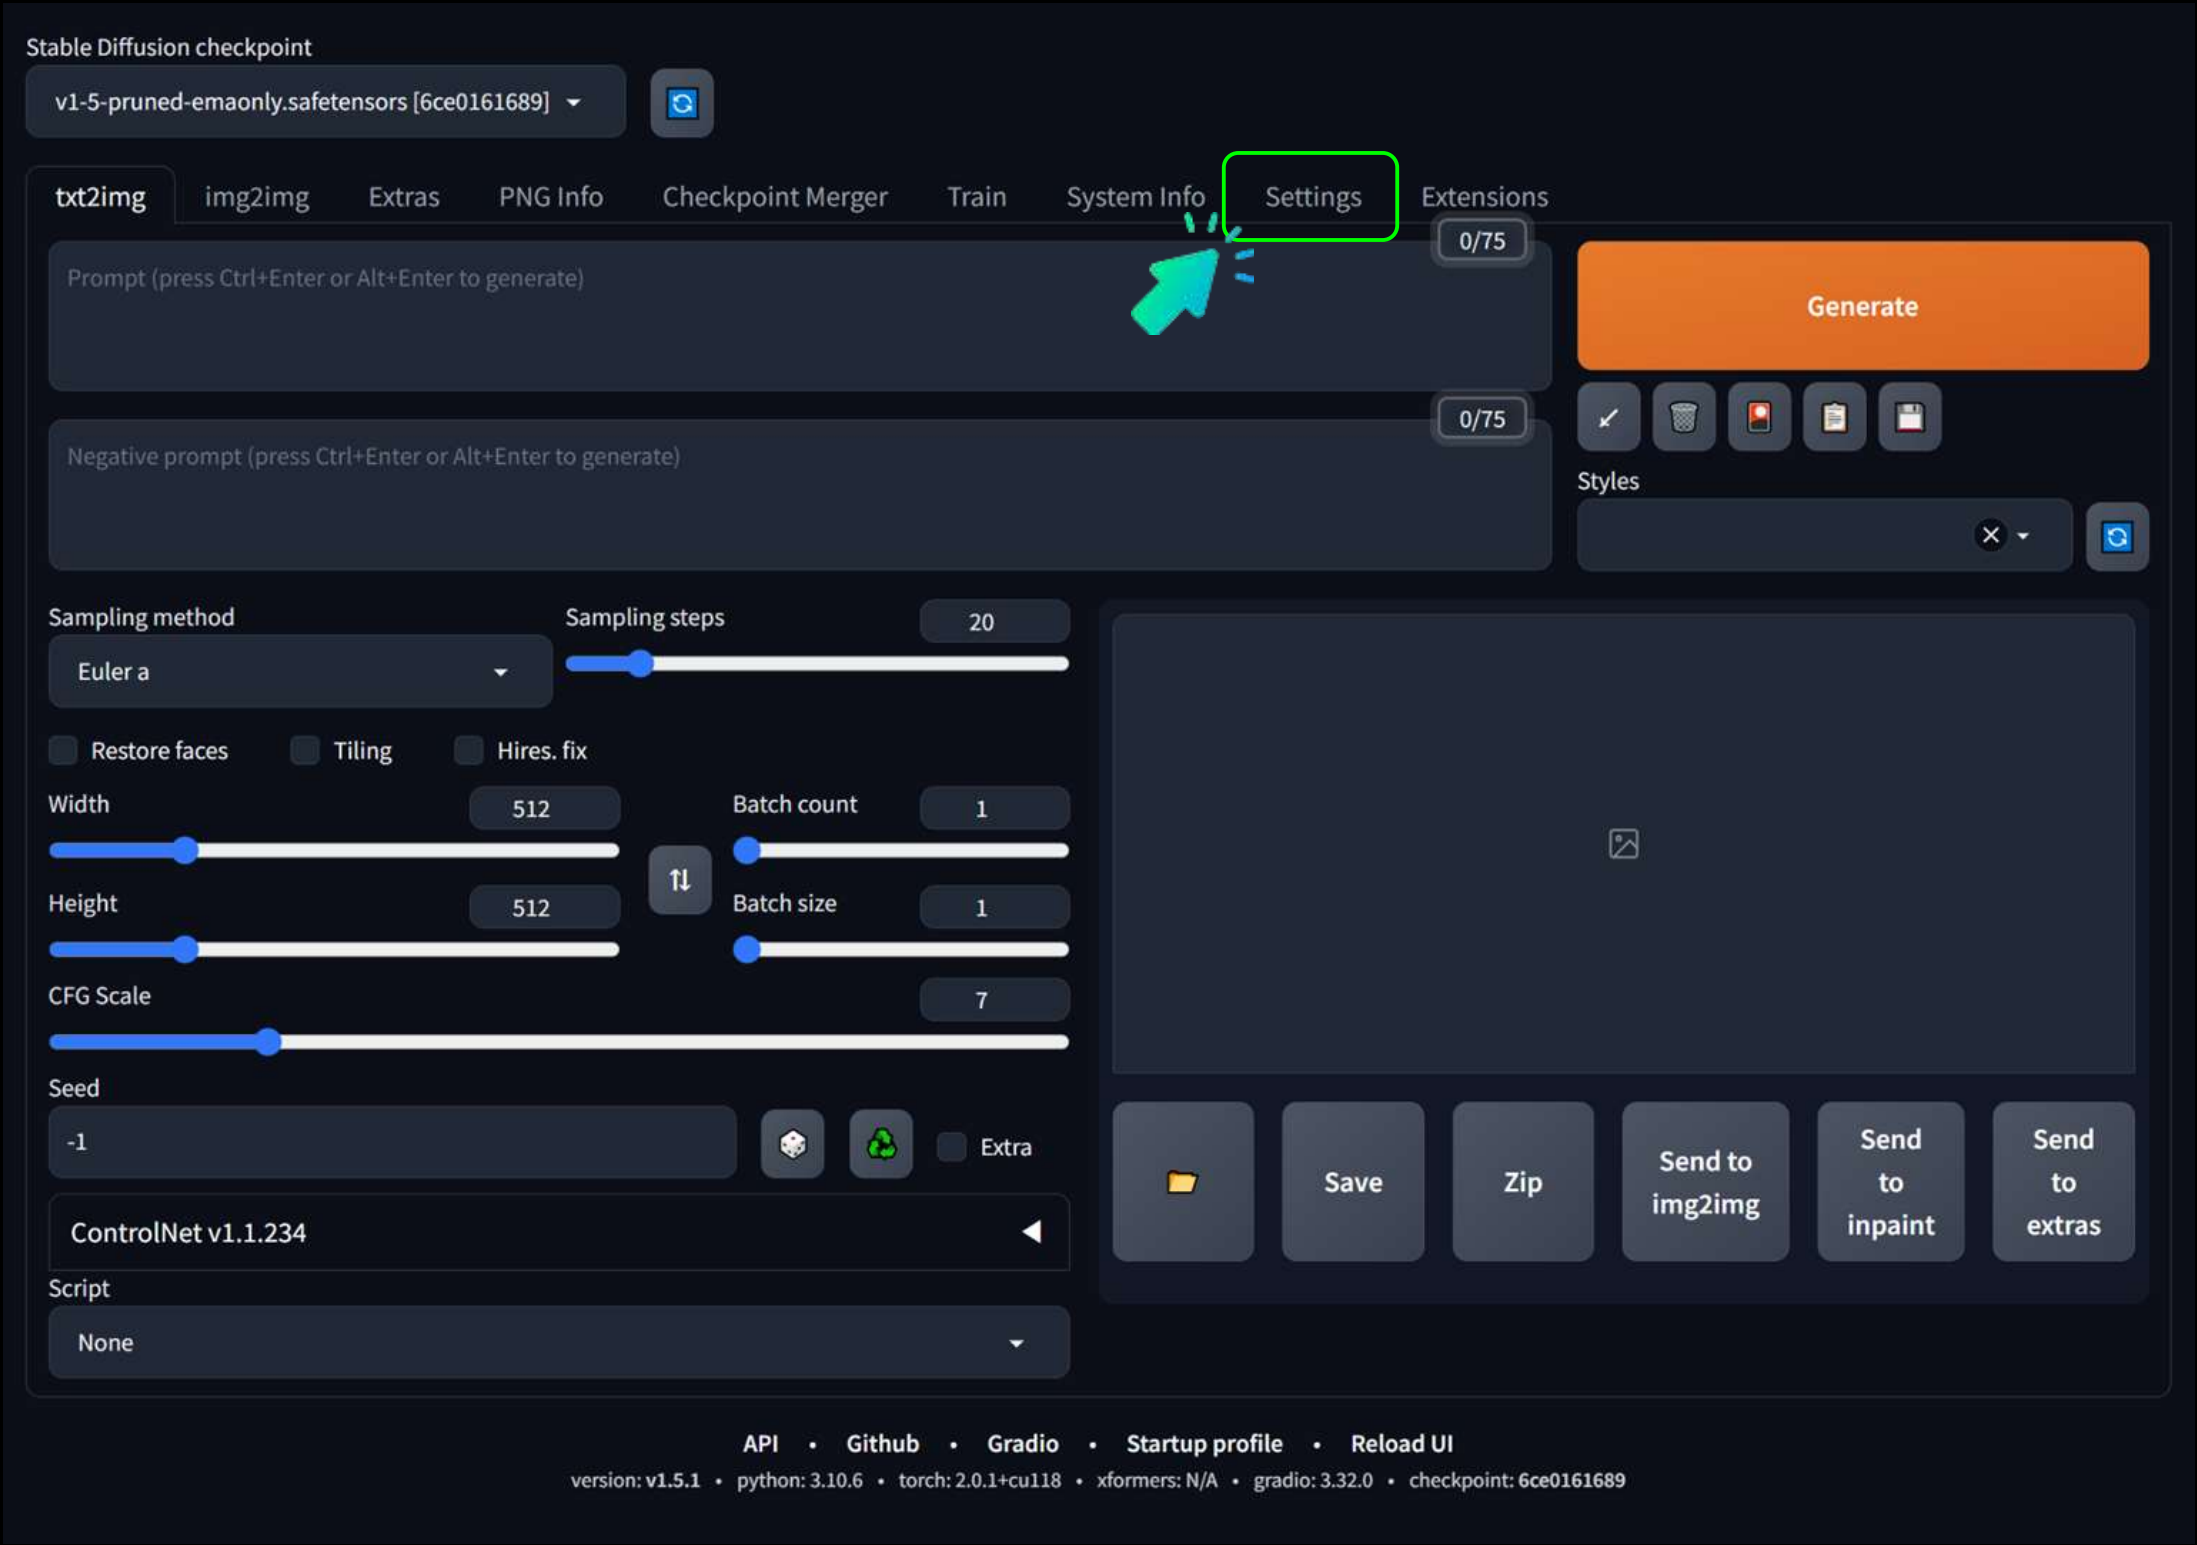 Stable Diffusion checkpoint
v1-5-pruned-emaonly.safetensors [6ce0161689]
txt2img img2img Extras PNG Info Checkpoint Merger Train System Info Settings Extensions
0/75
Prompt (press Ctrl+Enter or Alt+Enter to generate)
Generate
0/75
Negative prompt (press Ctrl+Enter or Alt+Enter to generate)
Styles
Sampling method
Euler a
Sampling steps
20
Restore faces Tiling Hires. fix
Width
512
Batch count
1
Height
512
Batch size
1
CFG Scale
7
Seed
-1
Extra
ControlNet v1.1.234
Script
None
Save
Zip
Send to
img2img
Send
to
inpaint
Send
to
extras
API • Github • Gradio • Startup profile • Reload UI
version: v1.5.1 • python: 3.10.6 • torch: 2.0.1+cu118 • xformers: N/A • gradio: 3.32.0 • checkpoint: 6ce0161689